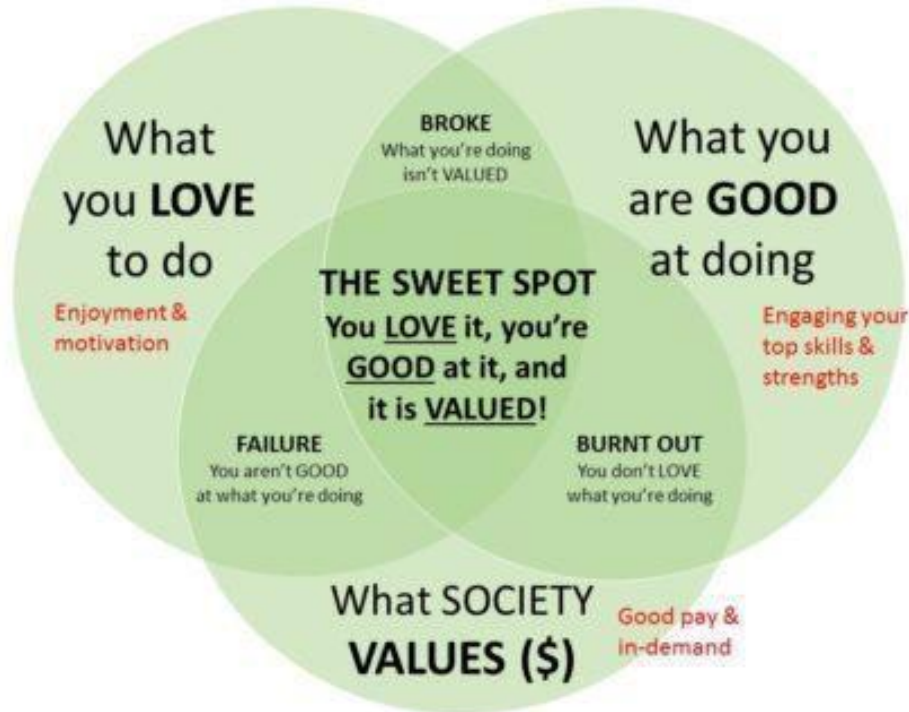 What
you LOVE
to do
Enjoyment &
motivation
BROKE
What you're doing
isn't VALUED
What you
are GOOD
at doing
Engaging your
top skills &
strengths
THE SWEET SPOT
You LOVE it, you're
GOOD at it, and
it is VALUED!
FAILURE
You aren't GOOD
at what you're doing
BURNT OUT
You don't LOVE
what you're doing
What SOCIETY
VALUES ($)
Good pay &
in-demand